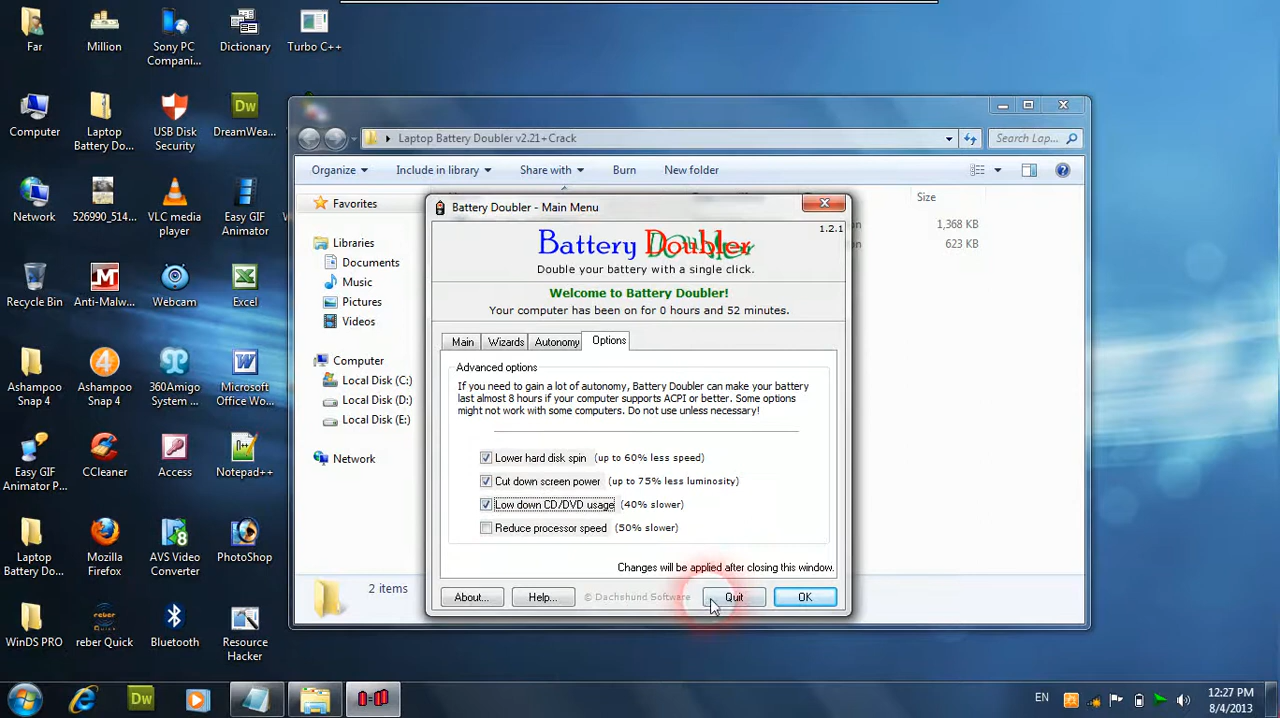 Far
Million
Sony PC
Compani...
Dictionary
Turbo C++
Computer
Laptop
Battery Do...
USB Disk
Security
DreamWea...
Network
526990_514...
VLC media
player
Easy GIF
Animator
Recycle Bin
Anti-Malw...
Webcam
Excel
Ashampoo
Snap 4
Ashampoo
Snap 4
360Amigo
System ...
Microsoft
Office Wo...
Easy GIF
Animator P...
CCleaner
Access
Notepad++
Laptop
Battery Do...
Mozilla
Firefox
AVS Video
Converter
PhotoShop
WinDS PRO
reber Quick
Bluetooth
Resource
Hacker
Laptop Battery Doubler v2.21+Crack
Search Lap...
Organize
Include in library
Share with
Burn
New folder
Favorites
Libraries
Documents
Music
Pictures
Videos
Computer
Local Disk (C:)
Local Disk (D:)
Local Disk (E:)
Network
Size
1,368 KB
623 KB
2 items
Battery Doubler - Main Menu
1.2.1
Battery Doubler
Double your battery with a single click.
Welcome to Battery Doubler!
Your computer has been on for 0 hours and 52 minutes.
Main
Wizards
Autonomy
Options
Advanced options
If you need to gain a lot of autonomy, Battery Doubler can make your battery
last almost 8 hours if your computer supports ACPI or better. Some options
might not work with some computers. Do not use unless necessary!
Lower hard disk spin (up to 60% less speed)
Cut down screen power (up to 75% less luminosity)
Low down CD/DVD usage (40% slower)
Reduce processor speed (50% slower)
Changes will be applied after closing this window.
About...
Help...
© Dachshund Software
Quit
OK
Dw
EN
12:27 PM
8/4/2013